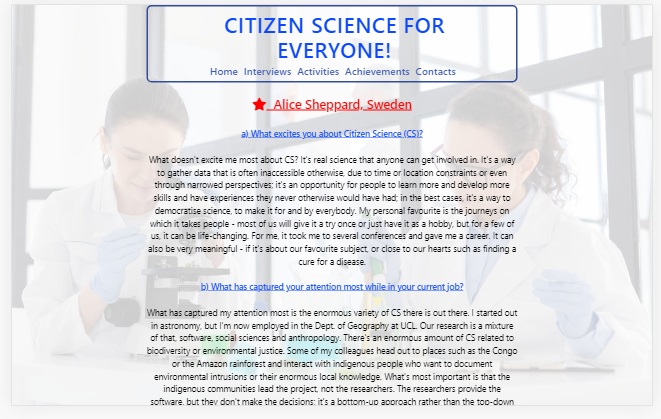 CITIZEN SCIENCE FOR
EVERYONE!
Home Interviews Activities Achievements Contacts
Alice Sheppard, Sweden
a) What excites you about Citizen Science (CS)?
What doesn't excite me most about CS? It's real science that anyone can get involved in. It's a way
to gather data that is often inaccessible otherwise, due to time or location constraints or even
through narrowed perspectives; it's an opportunity for people to learn more and develop more
skills and have experiences they never otherwise would have had; in the best cases, it's a way to
democratise science, to make it for and by everybody. My personal favourite is the journeys on
which it takes people - most of us will give it a try once or just have it as a hobby, but for a few of
us, it can be life-changing. For me, it took me to several conferences and gave me a career. It can
also be very meaningful - if it's about our favourite subject, or close to our hearts such as finding a
cure for a disease.
b) What has captured your attention most while in your current job?
What has captured my attention most is the enormous variety of CS there is out there. I started out
in astronomy, but I'm now employed in the Dept. of Geography at UCL. Our research is a mixture
of that, software, social sciences and anthropology. There's an enormous amount of CS related to
biodiversity or environmental justice. Some of my colleagues head out to places such as the Congo
or the Amazon rainforest and interact with indigenous people who want to document
environmental intrusions or their enormous local knowledge. What's most important is that the
indigenous communities lead the project, not the researchers. The researchers provide the
software, but they don't make the decisions: it's a bottom-up approach rather than the top-down